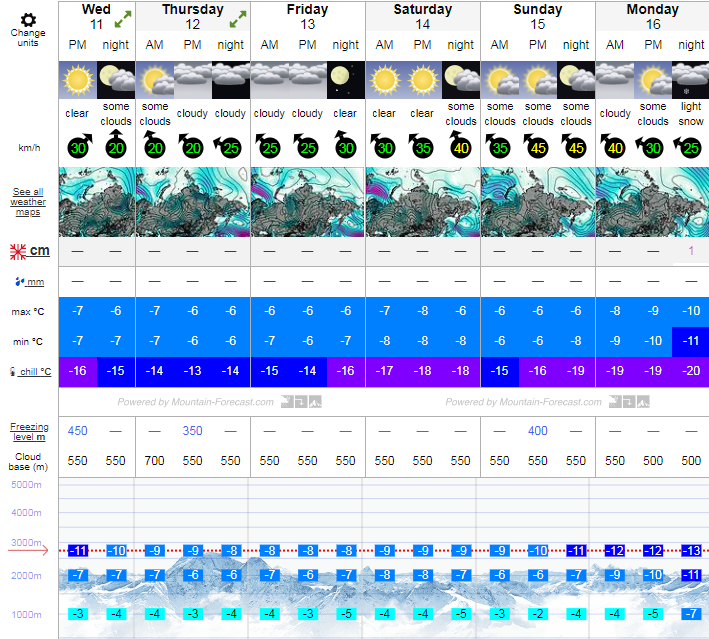 Wed Thursday Friday Saturday Sunday Monday
11 12 13 14 15 16
Change
units
PM night AM PM night AM PM night AM PM night AM PM night AM PM night
clear some clouds some clouds cloudy cloudy cloudy cloudy clear clear clear some clouds some clouds some clouds some clouds cloudy some clouds light snow
km/h 30 20 20 20 25 25 25 30 30 35 40 35 45 45 40 30 25
See all
weather
maps
cm — — — — — — — — — — — — — — — — 1
mm — — — — — — — — — — — — — — — — —
max °C -7 -6 -7 -6 -6 -6 -6 -6 -7 -8 -6 -6 -6 -8 -8 -9 -10
min °C -7 -7 -7 -6 -6 -7 -6 -7 -8 -8 -8 -6 -6 -8 -9 -10 -11
chill °C -16 -15 -14 -13 -14 -15 -14 -16 -17 -18 -18 -15 -16 -19 -19 -19 -20
Powered by Mountain-Forecast.com Powered by Mountain-Forecast.com
Freezing
level m 450 — — 350 — — — — — — — — 400 — — — —
Cloud
base (m) 550 550 700 550 550 550 550 550 550 550 550 550 550 550 550 500 500
5000m
4000m
3000m -11 -10 -9 -9 -8 -8 -8 -8 -9 -9 -9 -9 -10 -11 -12 -12 -13
2000m -7 -7 -7 -6 -6 -7 -6 -7 -8 -8 -7 -6 -6 -7 -9 -10 -11
1000m -3 -4 -4 -3 -4 -4 -3 -5 -4 -4 -5 -3 -2 -4 -4 -5 -7